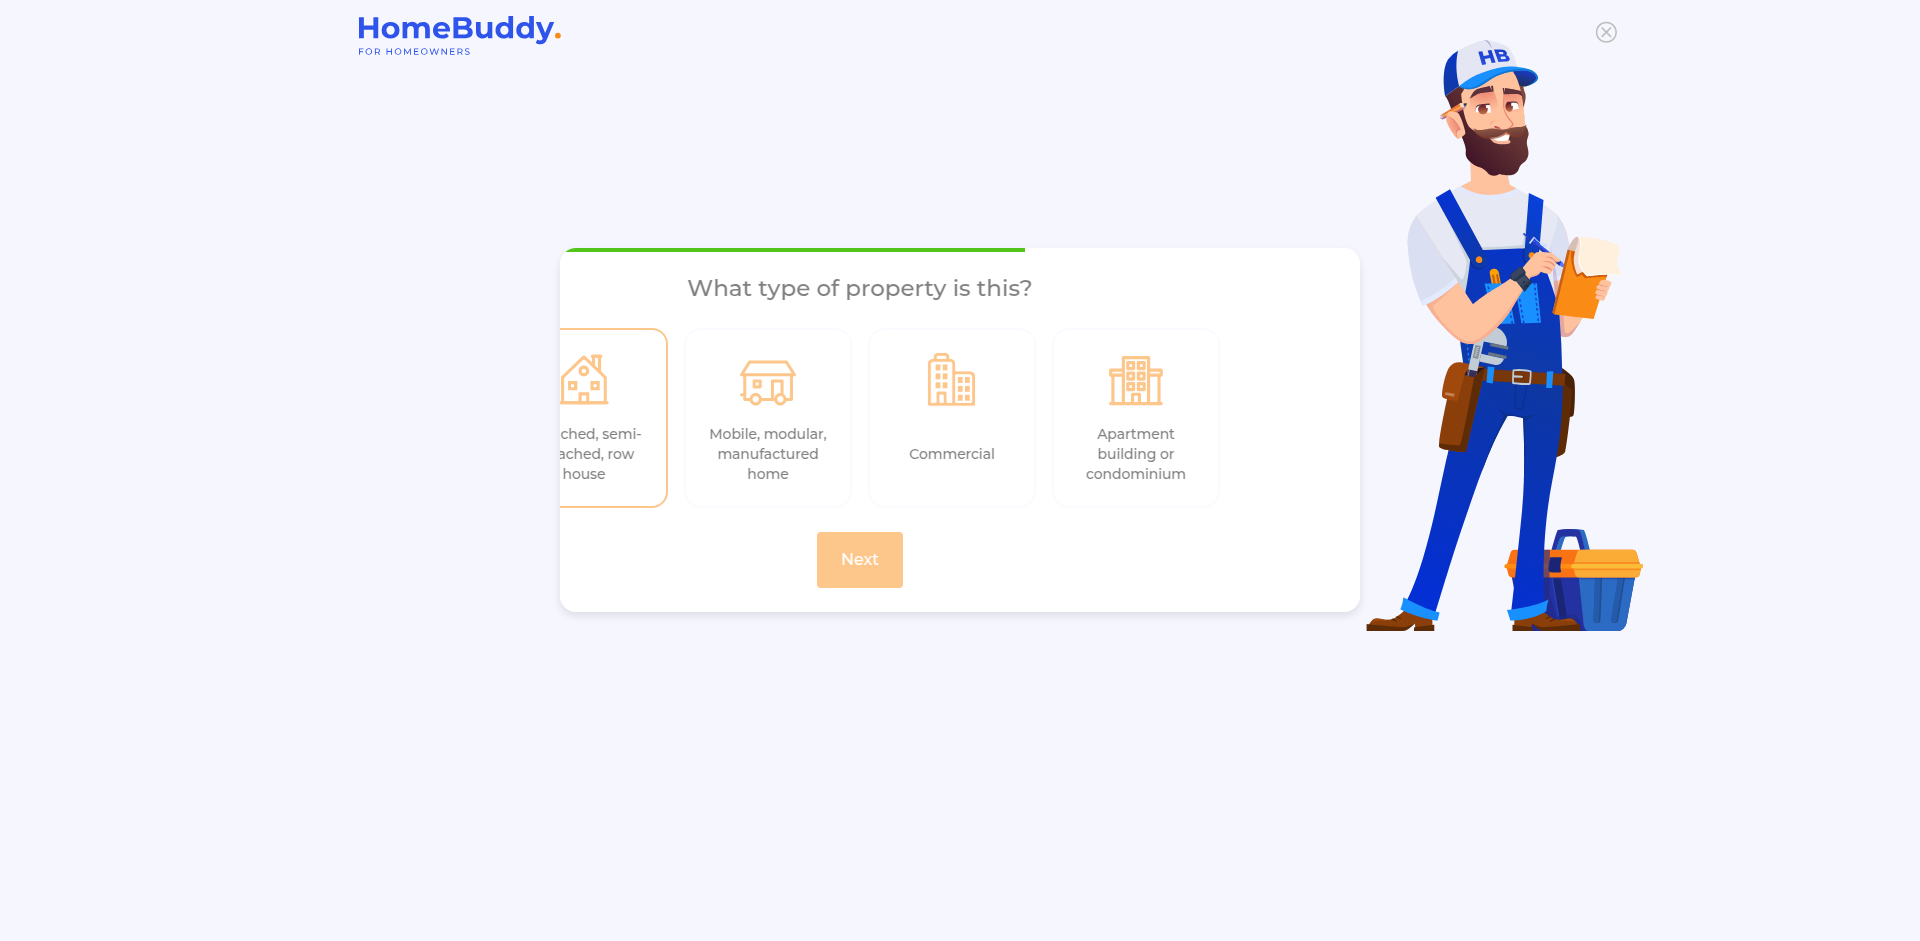 HomeBuddy.
FOR HOMEOWNERS
HB
What type of property is this?
ched, semi-
ached, row
house
Mobile, modular,
manufactured
home
Commercial
Apartment
building or
condominium
Next